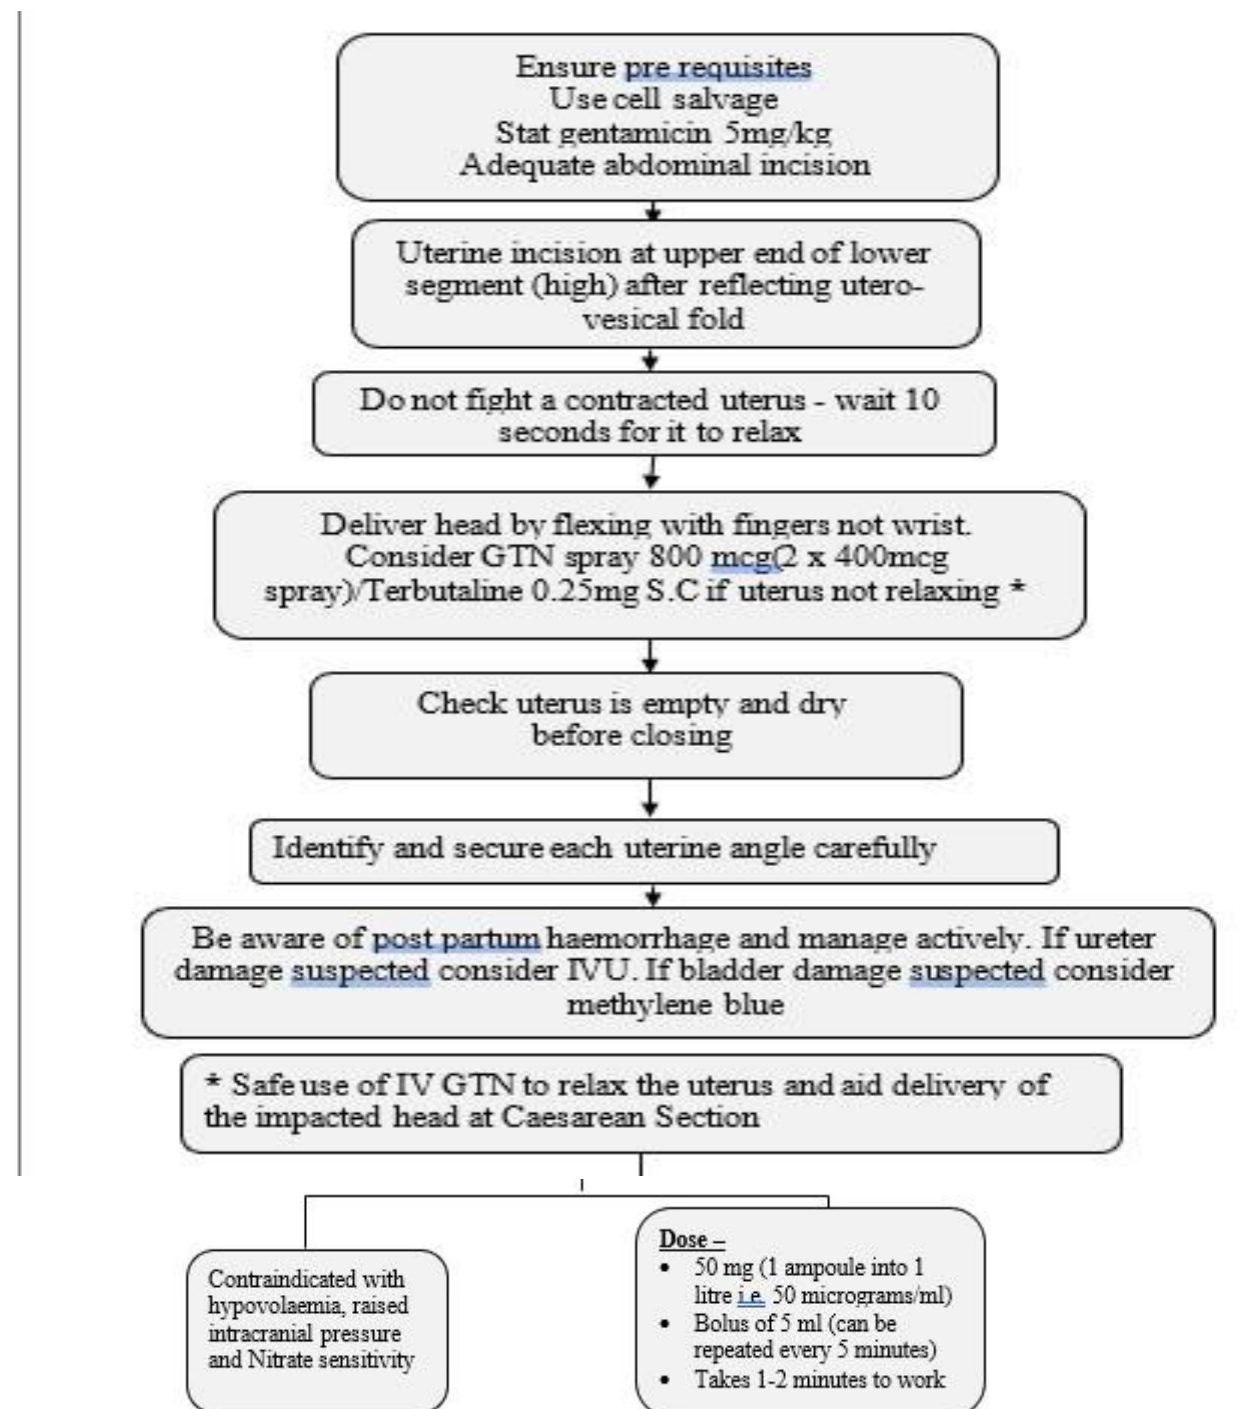 Ensure pre requisites
Use cell salvage
Stat gentamicin 5mg/kg
Adequate abdominal incision
Uterine incision at upper end of lower
segment (high) after reflecting utero-
vesical fold
Do not fight a contracted uterus - wait 10
seconds for it to relax
Deliver head by flexing with fingers not wrist.
Consider GTN spray 800 mcg(2 x 400mcg
spray)/Terbutaline 0.25mg S.C if uterus not relaxing *
Check uterus is empty and dry
before closing
Identify and secure each uterine angle carefully
Be aware of post partum haemorrhage and manage actively. If ureter
damage suspected consider IVU. If bladder damage suspected consider
methylene blue
* Safe use of IV GTN to relax the uterus and aid delivery of
the impacted head at Caesarean Section
Contraindicated with
hypovolaemia, raised
intracranial pressure
and Nitrate sensitivity
Dose –
• 50 mg (1 ampoule into 1
litre i.e. 50 micrograms/ml)
• Bolus of 5 ml (can be
repeated every 5 minutes)
• Takes 1-2 minutes to work